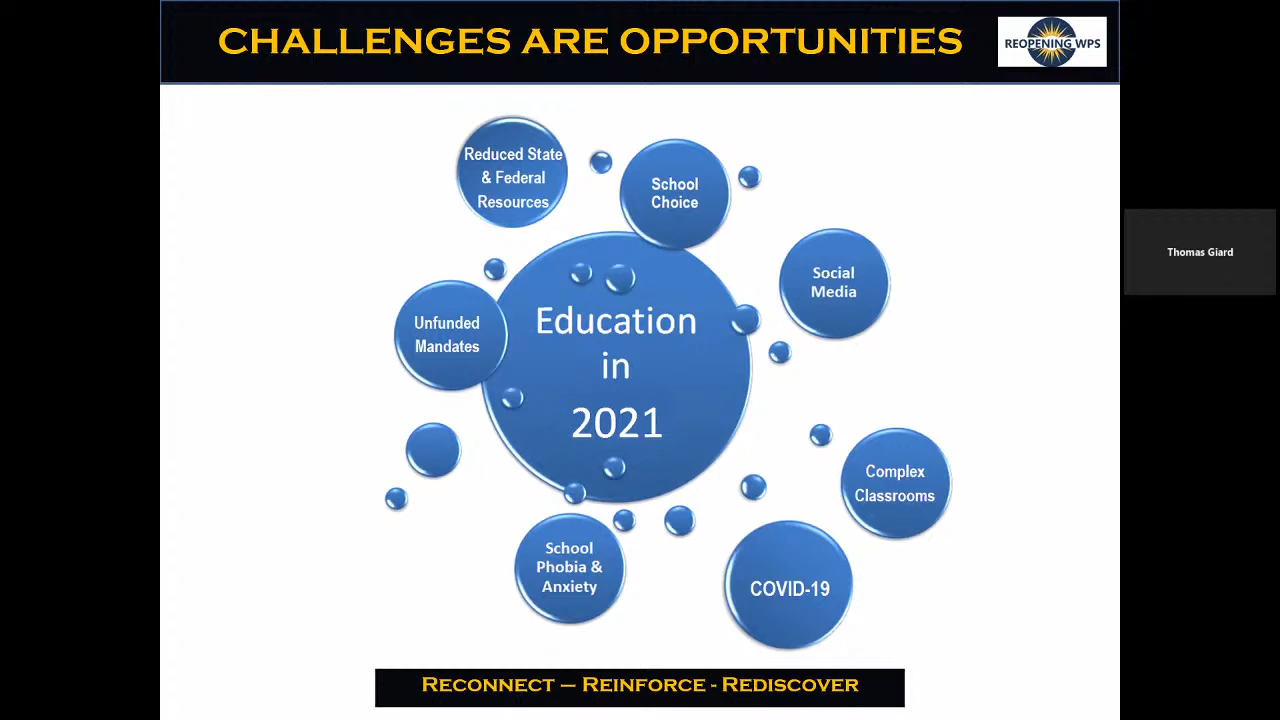 CHALLENGES ARE OPPORTUNITIES
REOPENING WPS
Reduced State
& Federal
Resources
School
Choice
Social
Media
Thomas Giard
Unfunded
Mandates
Education
in
2021
Complex
Classrooms
School
Phobia &
Anxiety
COVID-19
RECONNECT – REINFORCE - REDISCOVER